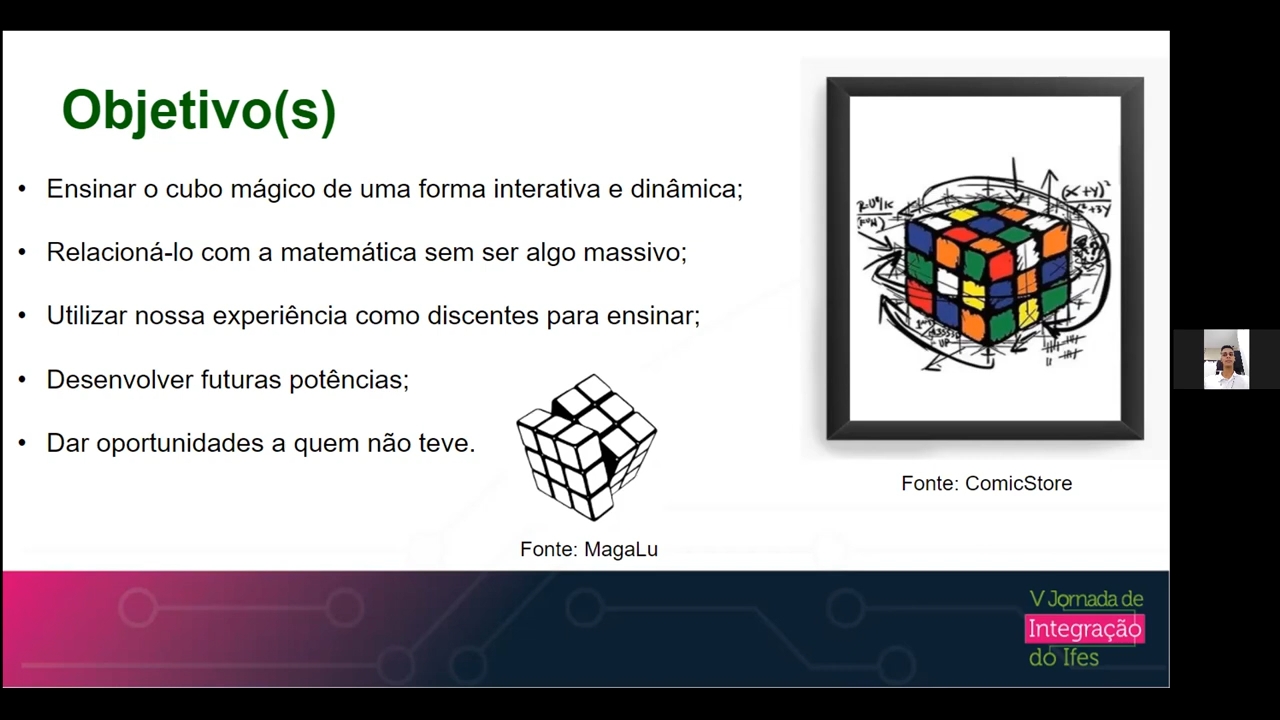 Objetivo(s)
• Ensinar o cubo mágico de uma forma interativa e dinâmica;
• Relacioná-lo com a matemática sem ser algo massivo;
• Utilizar nossa experiência como discentes para ensinar;
• Desenvolver futuras potências;
• Dar oportunidades a quem não teve.
Fonte: MagaLu
(x+y)²
Fonte: ComicStore
V Jornada de
Integração
do Ifes